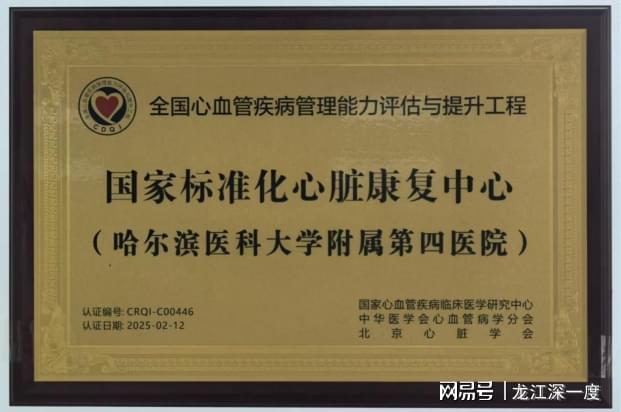 全国心血管疾病管理能力评估与提升工程
CDQI
国家标准化心脏康复中心
（哈尔滨医科大学附属第四医院）
认证编号: CRQI-C00446
认证日期: 2025-02-12
国家心血管疾病临床医学研究中心
中华医学会心血管病学分会
北京心脏学会
网易号 | 龙江深一度